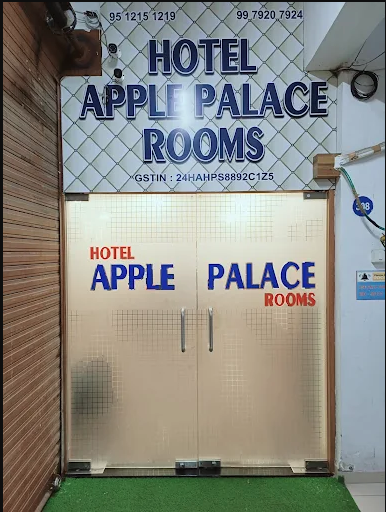 95 1215 1219 99 7920 7924
HOTEL
APPLE PALACE
ROOMS
GSTIN : 24HAHPS8892C1Z5
HOTEL
APPLE PALACE
ROOMS